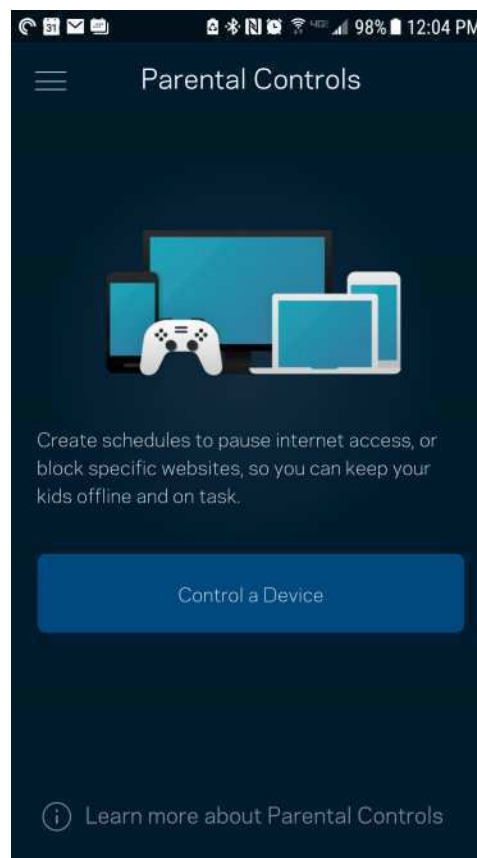 31 98% 12:04 PM
Parental Controls
Create schedules to pause internet access, or
block specific websites, so you can keep your
kids offline and on task.
Control a Device
Learn more about Parental Controls